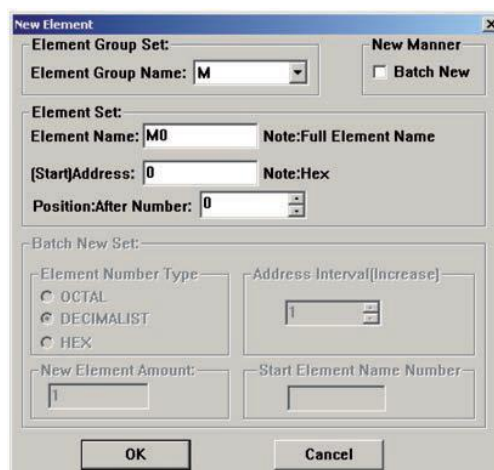 New Element
Element Group Set:
New Manner
Element Group Name: M
Batch New
Element Set:
Element Name: M0 Note:Full Element Name
(Start)Address: 0 Note:Hex
Position:After Number: 0
Batch New Set:
Element Number Type
Address Interval(Increase)
OCTAL
1
DECIMALIST
HEX
New Element Amount:
Start Element Name Number
1
OK Cancel